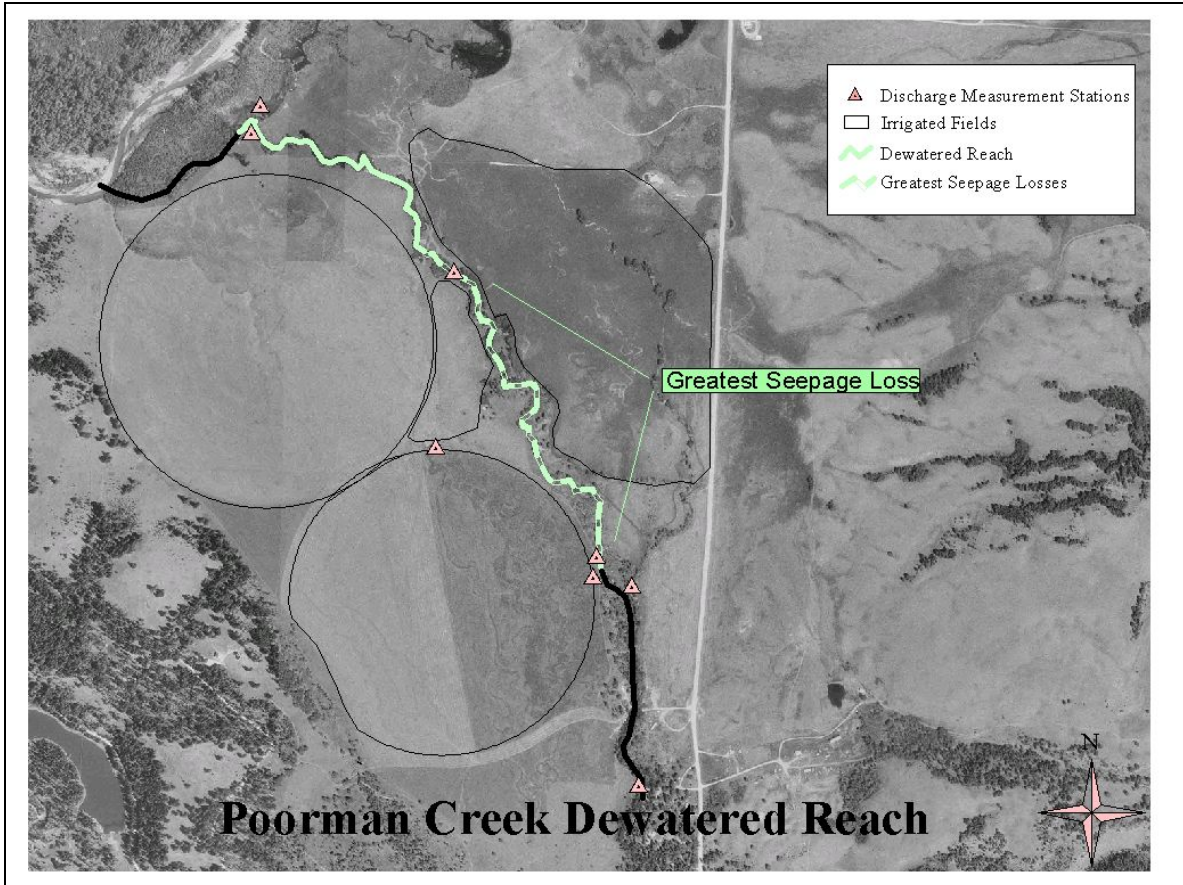 Discharge Measurement Stations
Irrigated Fields
Dewatered Reach
Greatest Seepage Losses
Greatest Seepage Loss
N
Poorman Creek Dewatered Reach